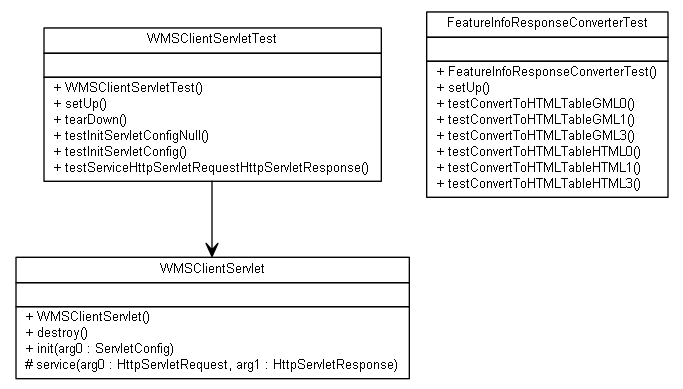 WMSClientServletTest
+ WMSClientServletTest()
+ setUp()
+ tearDown()
+ testInitServletConfigNull()
+ testInitServletConfig()
+ testServiceHttpServletRequestHttpServletResponse()
FeatureInfoResponseConverterTest
+ FeatureInfoResponseConverterTest()
+ setUp()
+ testConvertToHTMLTableGML0()
+ testConvertToHTMLTableGML1()
+ testConvertToHTMLTableGML3()
+ testConvertToHTMLTableHTML0()
+ testConvertToHTMLTableHTML1()
+ testConvertToHTMLTableHTML3()
WMSClientServlet
+ WMSClientServlet()
+ destroy()
+ init(arg0 : ServletConfig)
# service(arg0 : HttpServletRequest, arg1 : HttpServletResponse)